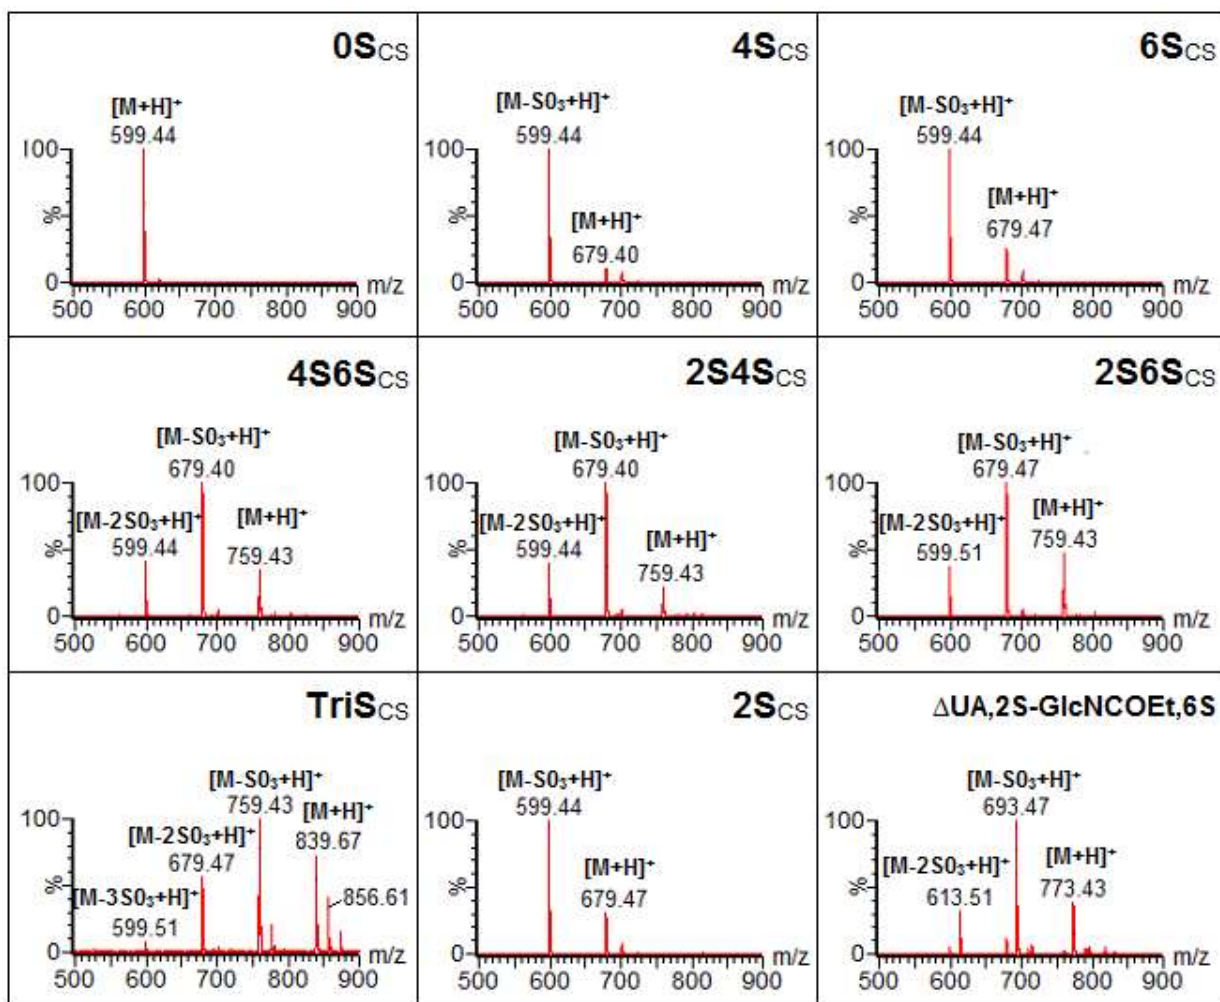 0SCS
[M+H]+
599.44
100
%
0
m/z
500 600 700 800 900
4SCS
[M-S03+H]+
599.44
[M+H]+
679.40
100
%
0
m/z
500 600 700 800 900
6SCS
[M-S03+H]+
599.44
[M+H]+
679.47
100
%
0
m/z
500 600 700 800 900
4S6SCS
[M-S03+H]+
679.40
[M-2S03+H]+
599.44
[M+H]+
759.43
100
%
0
m/z
500 600 700 800 900
2S4SCS
[M-S03+H]+
679.40
[M-2S03+H]+
599.44
[M+H]+
759.43
100
%
0
m/z
500 600 700 800 900
2S6SCS
[M-S03+H]+
679.47
[M-2S03+H]+
599.51
[M+H]+
759.43
100
%
0
m/z
500 600 700 800 900
TriSCS
[M-S03+H]+
759.43
[M+H]+
839.67
[M-2S03+H]+
679.47
[M-3S03+H]+
599.51
856.61
100
%
0
m/z
500 600 700 800 900
2SCS
[M-S03+H]+
599.44
[M+H]+
679.47
100
%
0
m/z
500 600 700 800 900
ΔUA,2S-GlcNCOEt,6S
[M-S03+H]+
693.47
[M-2S03+H]+
613.51
[M+H]+
773.43
100
%
0
m/z
500 600 700 800 900